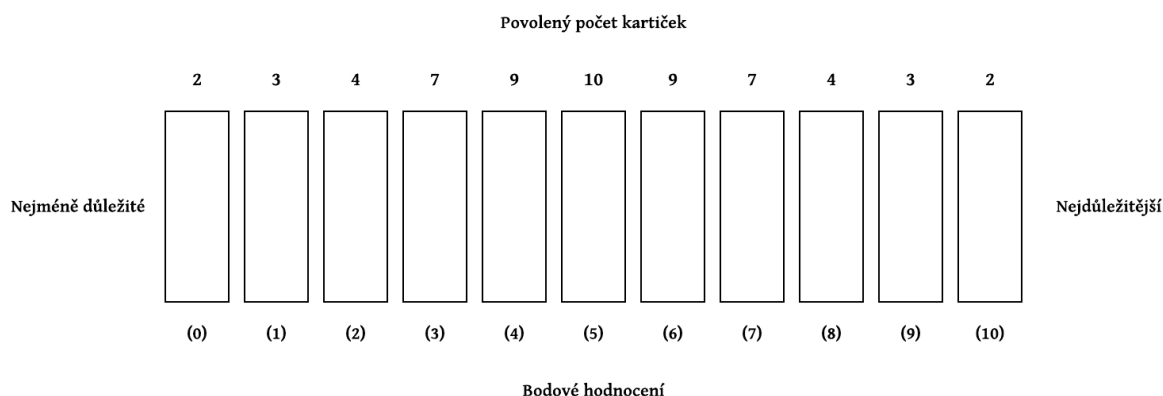 Povolený počet kartiček
2 3 4 7 9 10 9 7 4 3 2
Nejméně důležité
Nejdůležitější
(0) (1) (2) (3) (4) (5) (6) (7) (8) (9) (10)
Bodové hodnocení